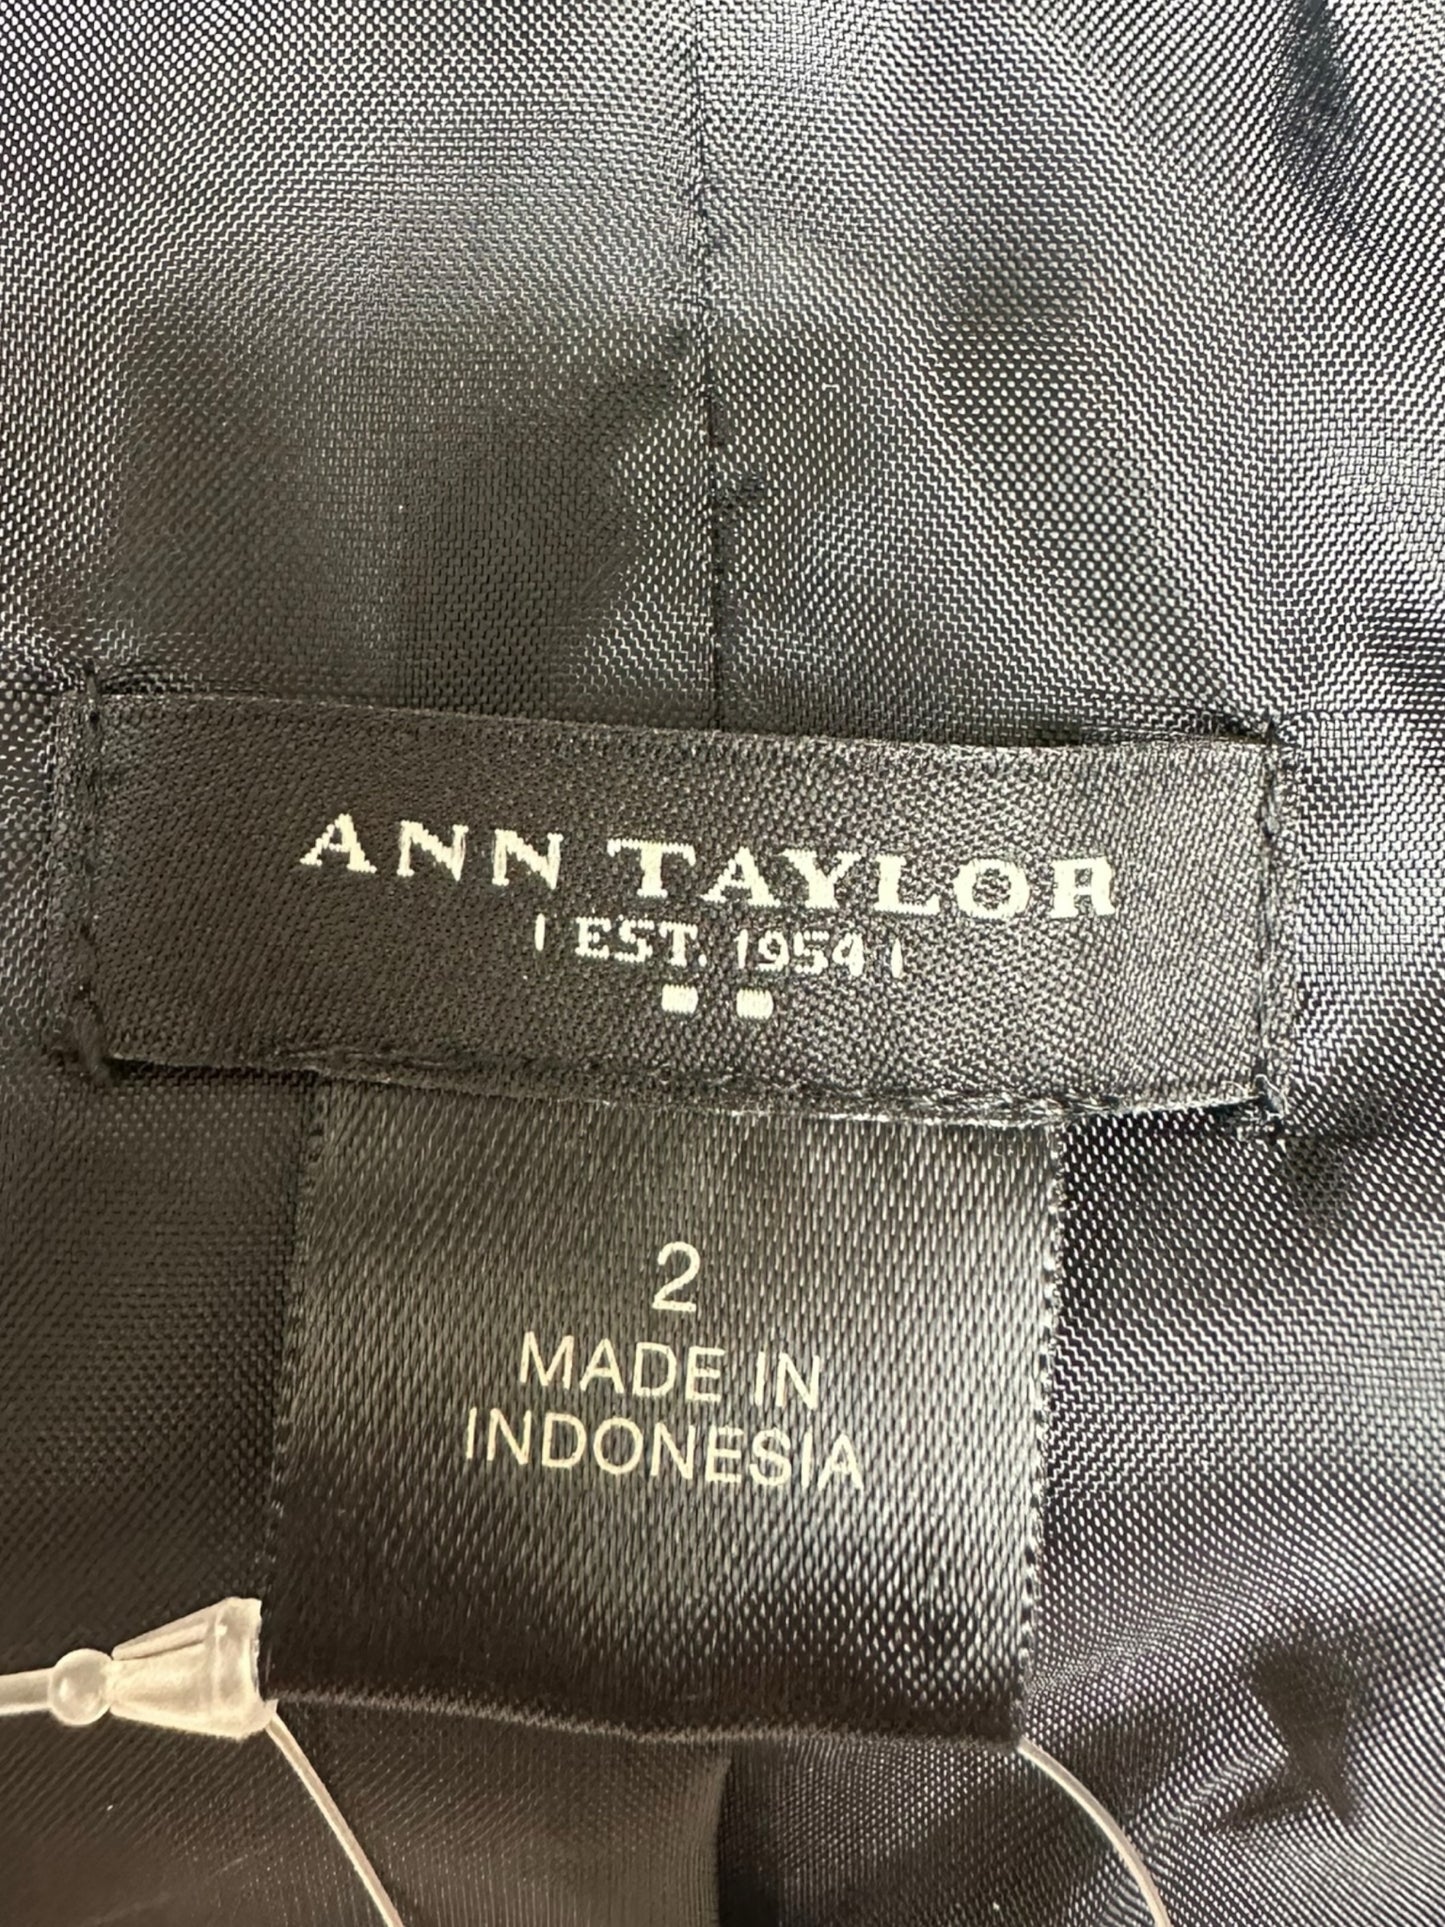 ANN TAYLOR
EST. 1954
2
MADE IN
INDONESIA